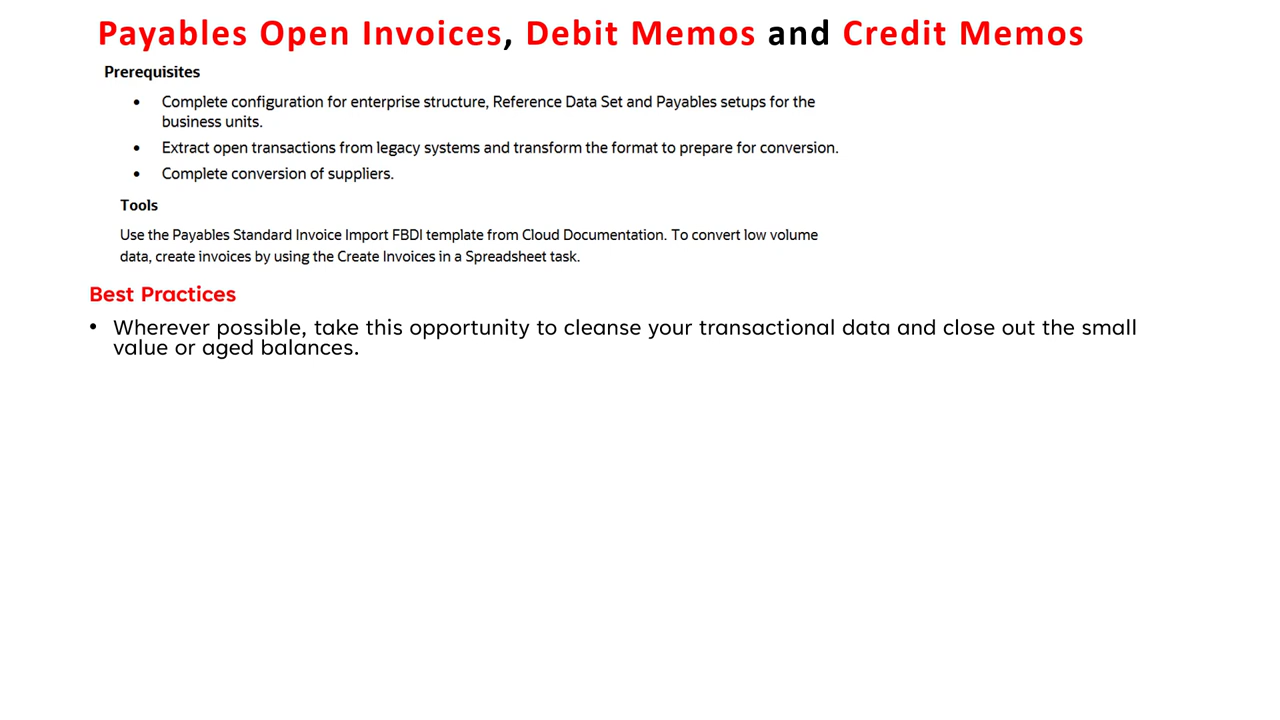 Payables Open Invoices, Debit Memos and Credit Memos
Prerequisites
• Complete configuration for enterprise structure, Reference Data Set and Payables setups for the
business units.
• Extract open transactions from legacy systems and transform the format to prepare for conversion.
• Complete conversion of suppliers.
Tools
Use the Payables Standard Invoice Import FBDI template from Cloud Documentation. To convert low volume
data, create invoices by using the Create Invoices in a Spreadsheet task.
Best Practices
• Wherever possible, take this opportunity to cleanse your transactional data and close out the small
value or aged balances.